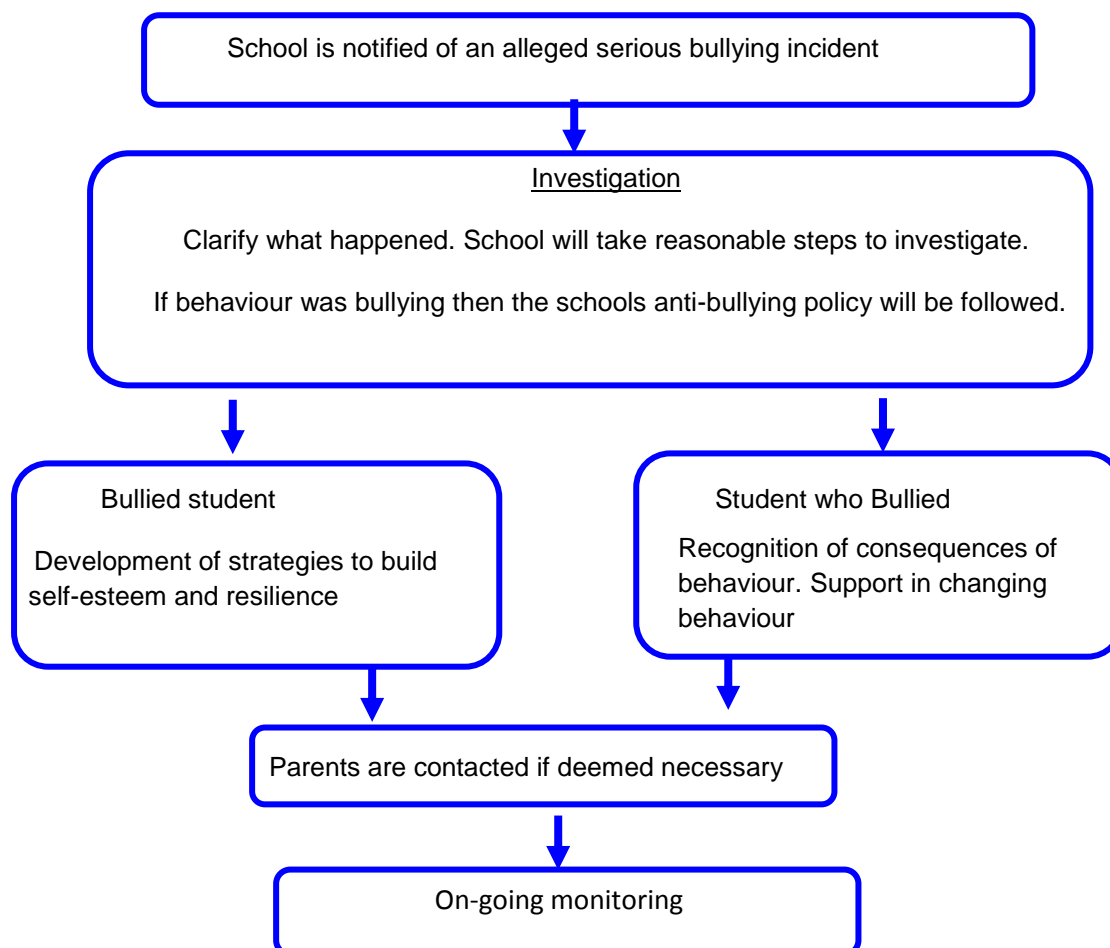 School is notified of an alleged serious bullying incident
Investigation
Clarify what happened. School will take reasonable steps to investigate.
If behaviour was bullying then the schools anti-bullying policy will be followed.
Bullied student
Development of strategies to build
self-esteem and resilience
Student who Bullied
Recognition of consequences of
behaviour. Support in changing
behaviour
Parents are contacted if deemed necessary
On-going monitoring